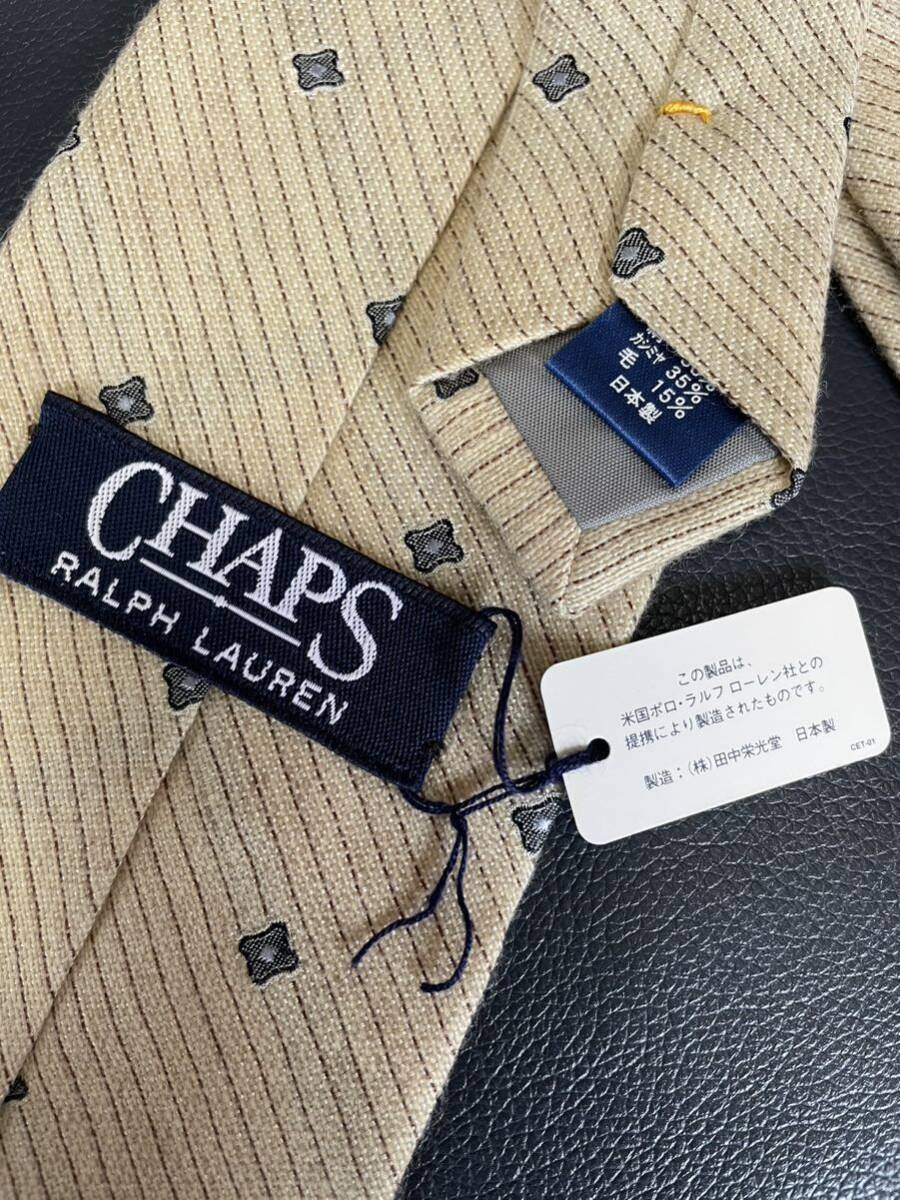 カシミヤ 35%
毛 15%
日本製
CHAPS
RALPH LAUREN
この製品は、
米国ポロ・ラルフ ローレン社との
提携により製造されたものです。
製造：(株)田中栄光堂 日本製
CET-01